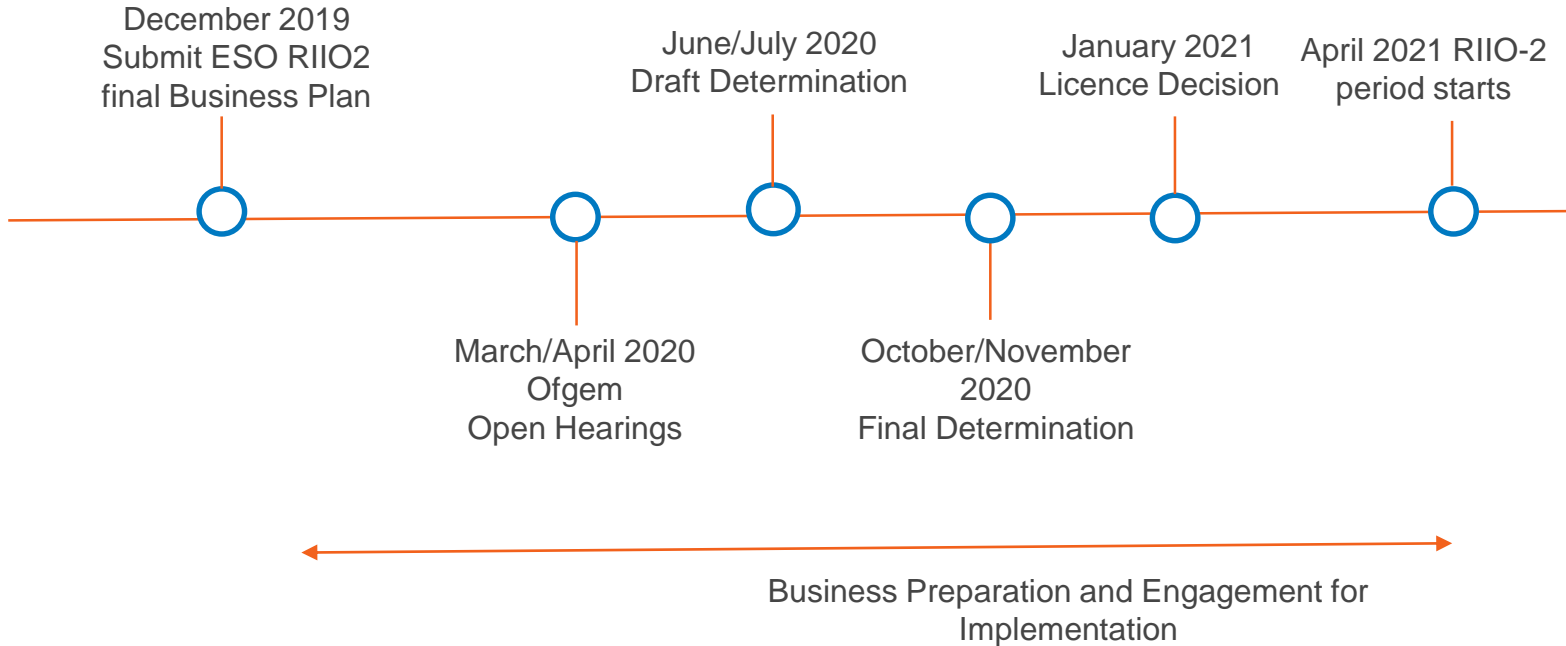 December 2019
Submit ESO RIIO2
final Business Plan
June/July 2020
Draft Determination
January 2021
Licence Decision
April 2021 RIIO-2
period starts
March/April 2020
Ofgem
Open Hearings
October/November
2020
Final Determination
Business Preparation and Engagement for
Implementation